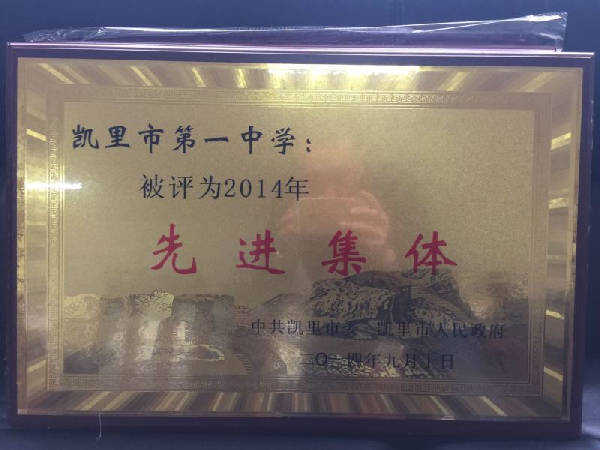 凯里市第一中学：
被评为2014年
先进集体
中共凯里市委 凯里市人民政府
二〇一四年九月十日